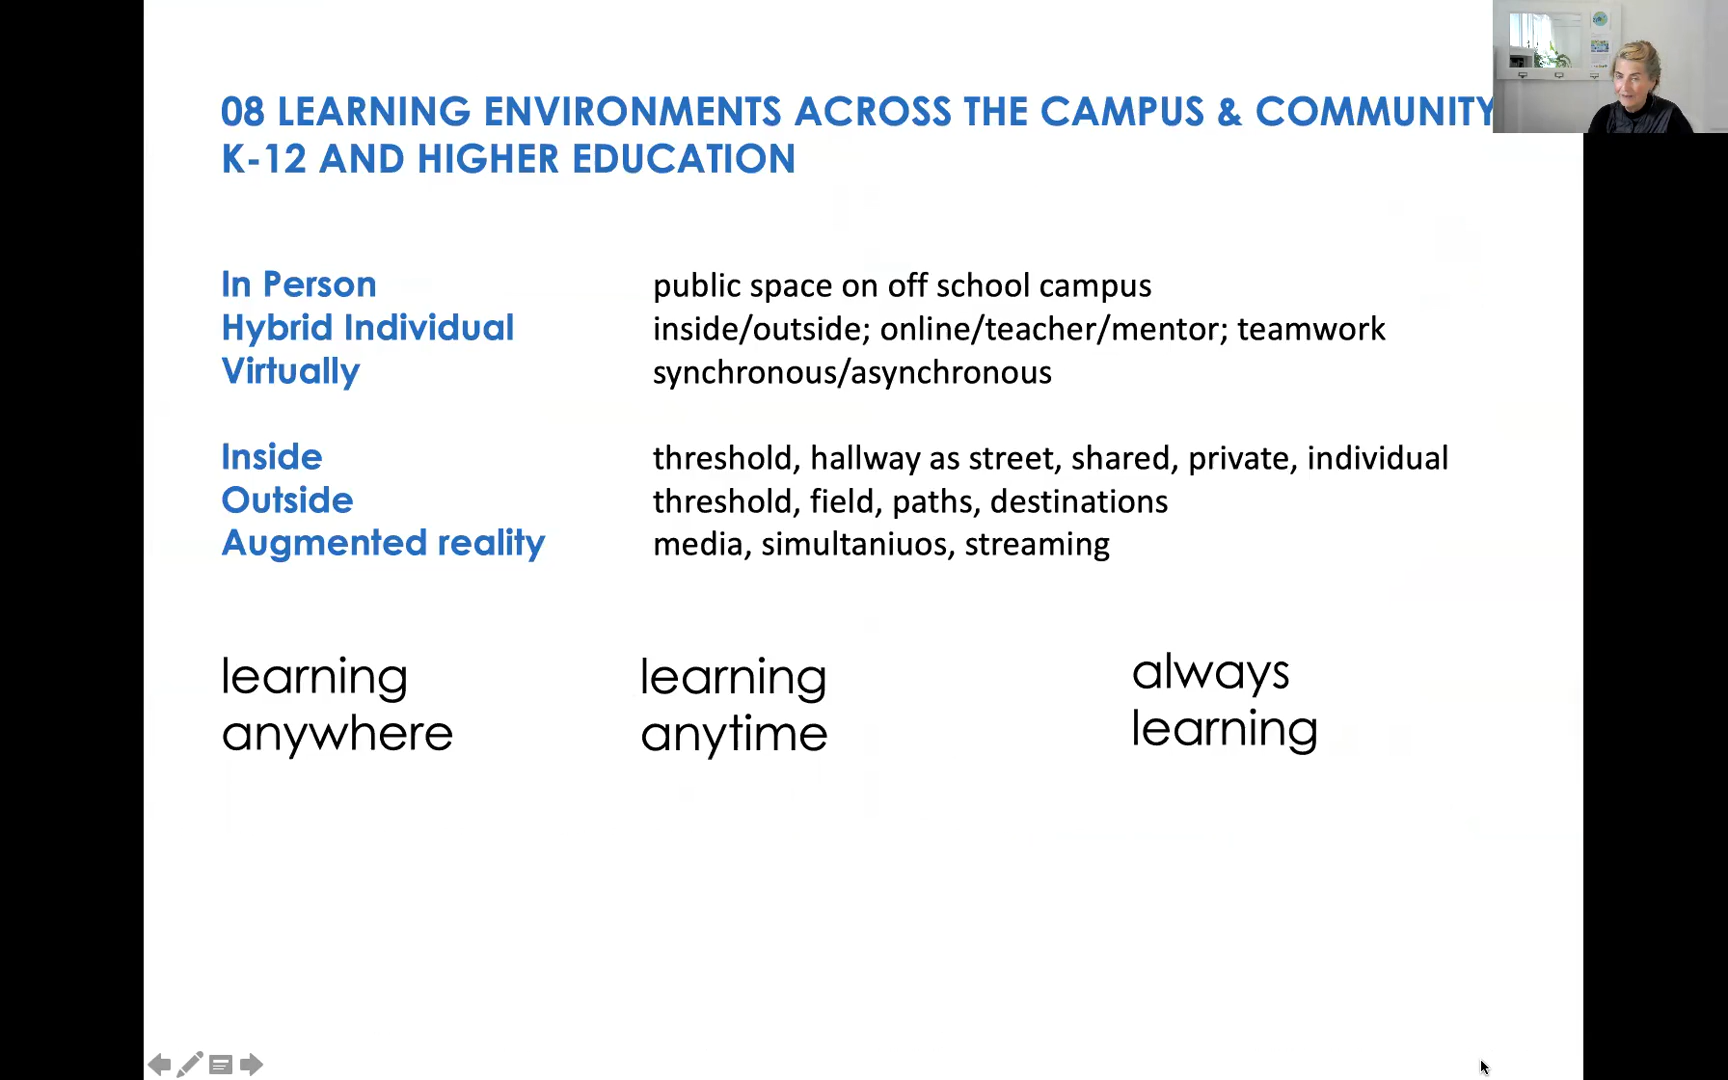 08 LEARNING ENVIRONMENTS ACROSS THE CAMPUS & COMMUNITY
K-12 AND HIGHER EDUCATION
In Person public space on off school campus
Hybrid Individual inside/outside; online/teacher/mentor; teamwork
Virtually synchronous/asynchronous
Inside threshold, hallway as street, shared, private, individual
Outside threshold, field, paths, destinations
Augmented reality media, simultaniuos, streaming
learning
anywhere
learning
anytime
always
learning